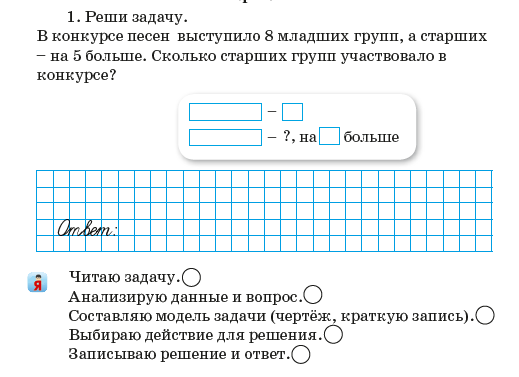 1. Реши задачу.
В конкурсе песен выступило 8 младших групп, а старших
– на 5 больше. Сколько старших групп участвовало в
конкурсе?
–
– ?, на больше
Ответ:
Я
Читаю задачу.
Анализирую данные и вопрос.
Составляю модель задачи (чертёж, краткую запись).
Выбираю действие для решения.
Записываю решение и ответ.